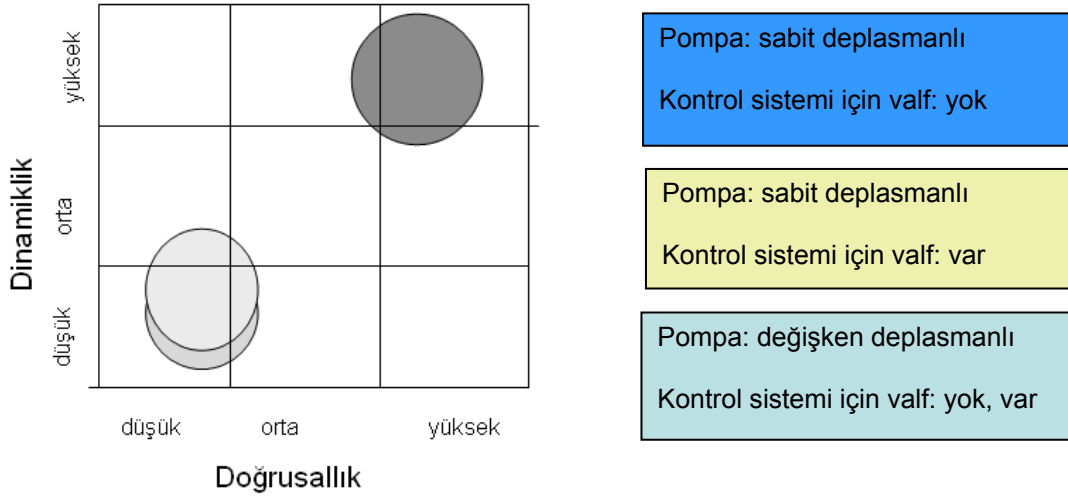 Dinamiklik
yüksek
orta
düşük
düşük
orta
yüksek
Doğrusallık
Pompa: sabit deplasmanlı
Kontrol sistemi için valf: yok
Pompa: sabit deplasmanlı
Kontrol sistemi için valf: var
Pompa: değişken deplasmanlı
Kontrol sistemi için valf: yok, var